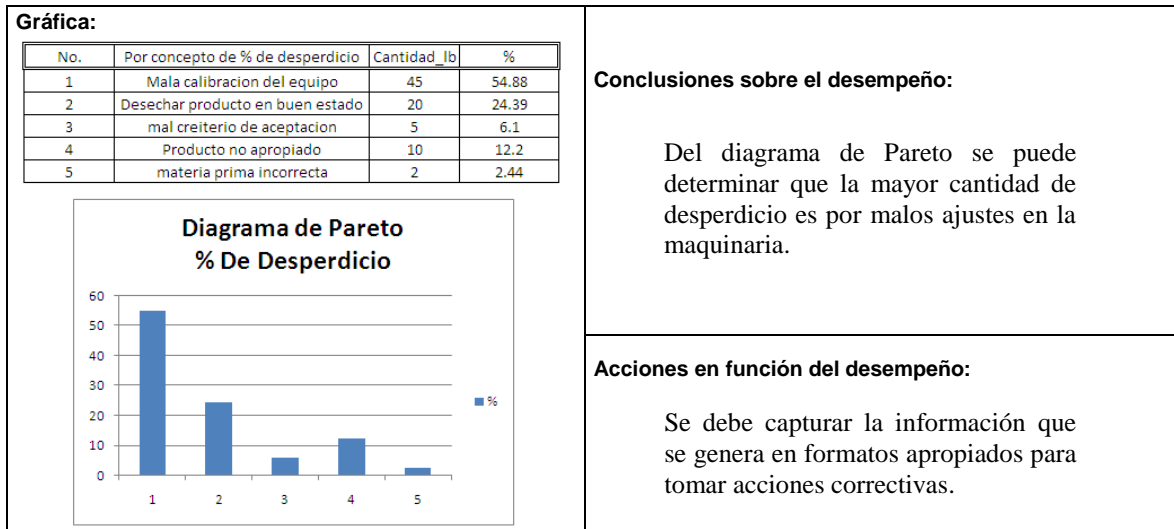 Gráfica:
No. Por concepto de % de desperdicio Cantidad_lb %
1 Mala calibracion del equipo 45 54.88
2 Desechar producto en buen estado 20 24.39
3 mal creiterio de aceptacion 5 6.1
4 Producto no apropiado 10 12.2
5 materia prima incorrecta 2 2.44
Diagrama de Pareto
% De Desperdicio
60
50
40
30
20
10
0
1 2 3 4 5
%
Conclusiones sobre el desempeño:
Del diagrama de Pareto se puede
determinar que la mayor cantidad de
desperdicio es por malos ajustes en la
maquinaria.
Acciones en función del desempeño:
Se debe capturar la información que
se genera en formatos apropiados para
tomar acciones correctivas.